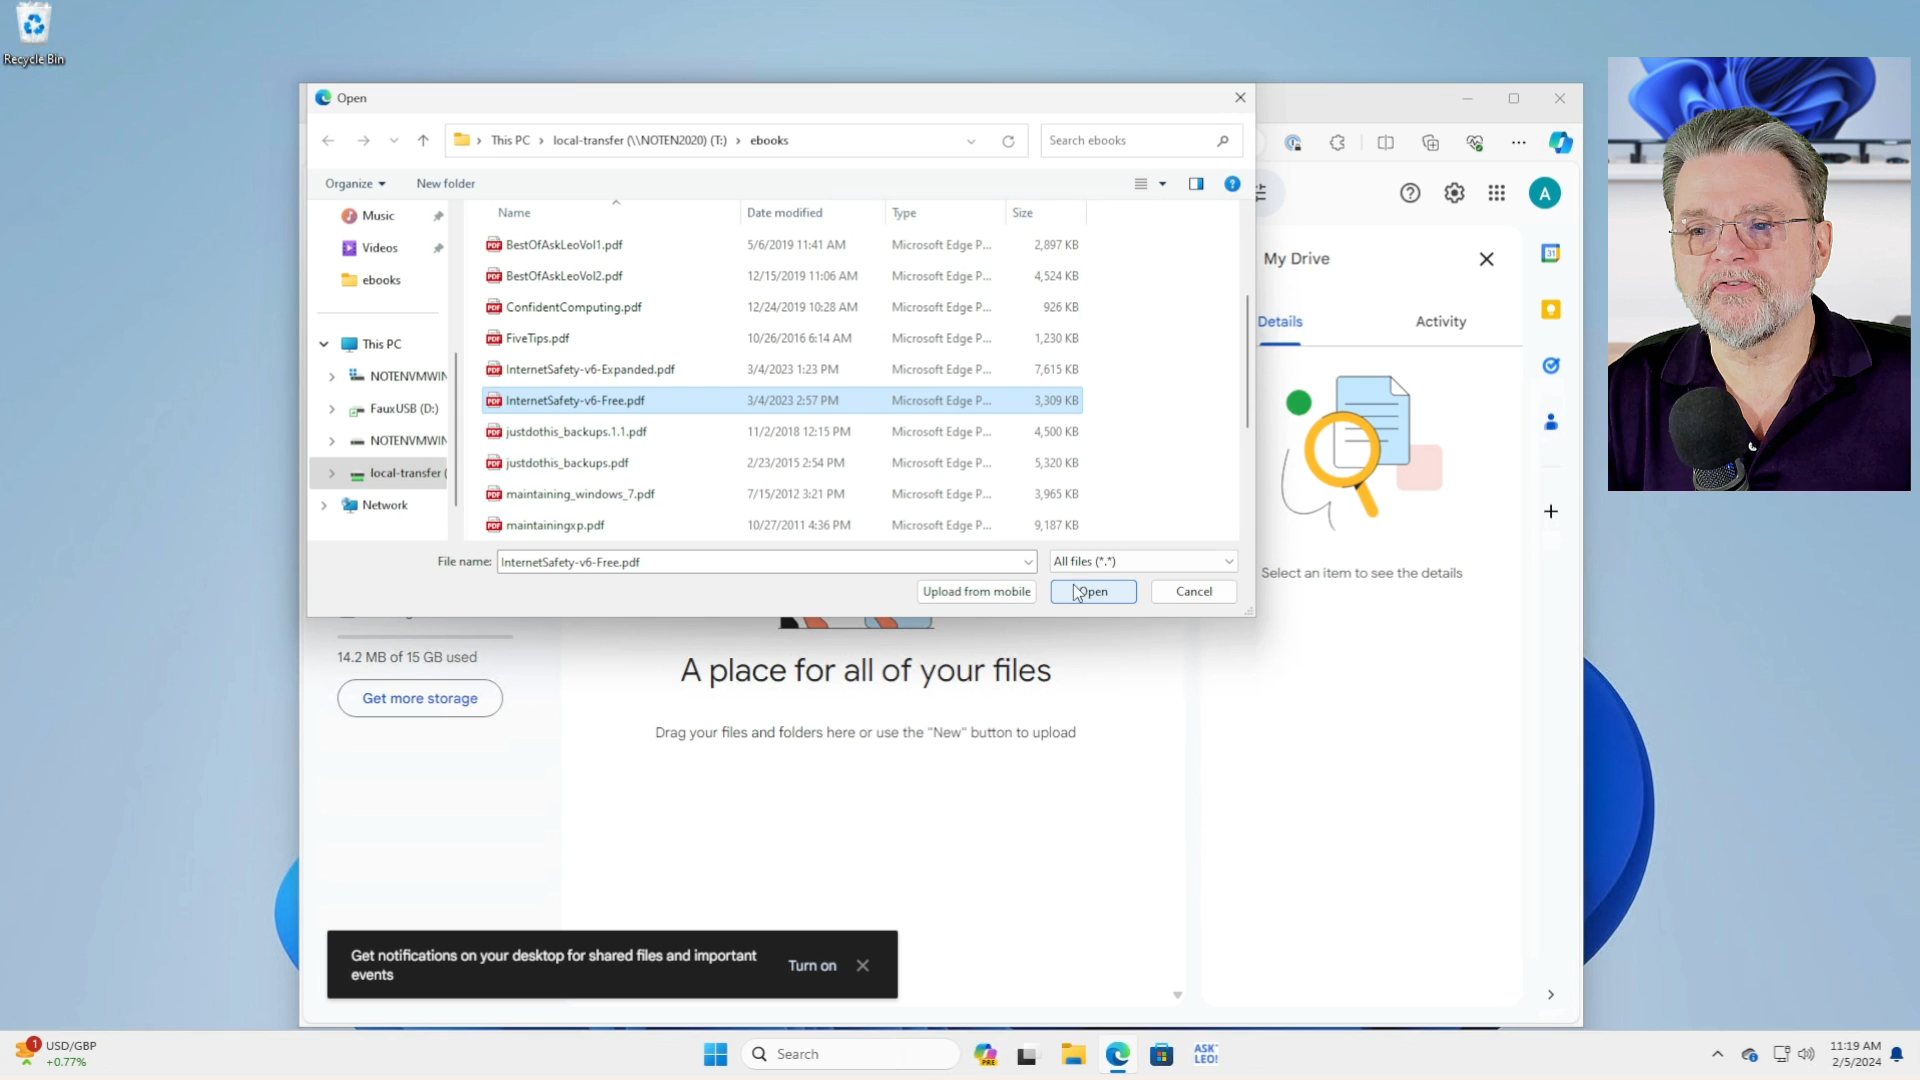 Recycle Bin
Open
This PC
local-transfer (\\NOTEN2020) (T:)
ebooks
Search ebooks
Organize
New folder
Name
Date modified
Type
Size
Music
Videos
ebooks
This PC
NOTENVMWIN
FauxUSB (D:)
NOTENVMWIN
local-transfer (
Network
BestOfAskLeoVol1.pdf 5/6/2019 11:41 AM Microsoft Edge P... 2,897 KB
BestOfAskLeoVol2.pdf 12/15/2019 11:06 AM Microsoft Edge P... 4,524 KB
ConfidentComputing.pdf 12/24/2019 10:28 AM Microsoft Edge P... 926 KB
FiveTips.pdf 10/26/2016 6:14 AM Microsoft Edge P... 1,230 KB
InternetSafety-v6-Expanded.pdf 3/4/2023 1:23 PM Microsoft Edge P... 7,615 KB
InternetSafety-v6-Free.pdf 3/4/2023 2:57 PM Microsoft Edge P... 3,309 KB
justdothis_backups.1.1.pdf 11/2/2018 12:15 PM Microsoft Edge P... 4,500 KB
justdothis_backups.pdf 2/23/2015 2:54 PM Microsoft Edge P... 5,320 KB
maintaining_windows_7.pdf 7/15/2012 3:21 PM Microsoft Edge P... 3,965 KB
maintainingxp.pdf 10/27/2011 4:36 PM Microsoft Edge P... 9,187 KB
File name: InternetSafety-v6-Free.pdf
All files (*.*)
Upload from mobile
Open
Cancel
A
My Drive
Details
Activity
31
Select an item to see the details
14.2 MB of 15 GB used
Get more storage
A place for all of your files
Drag your files and folders here or use the "New" button to upload
Get notifications on your desktop for shared files and important
events
Turn on
1
USD/GBP
+0.77%
Search
PRE
ASK
LEO!
11:19 AM
2/5/2024